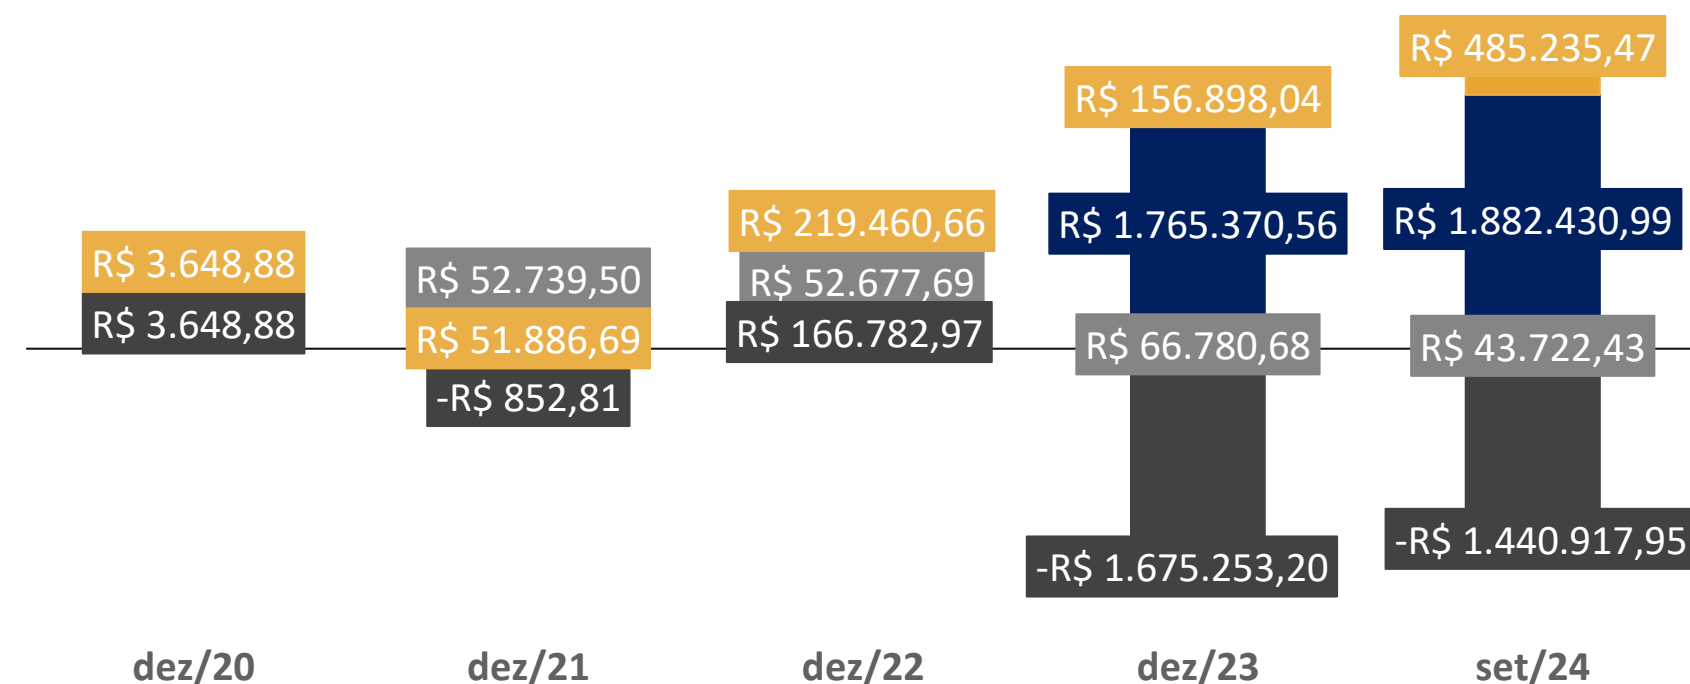 R$ 485.235,47
R$ 156.898,04
R$ 219.460,66
R$ 1.765.370,56
R$ 1.882.430,99
R$ 3.648,88
R$ 52.739,50
R$ 52.677,69
R$ 3.648,88
R$ 51.886,69
R$ 166.782,97
R$ 66.780,68
R$ 43.722,43
-R$ 852,81
-R$ 1.675.253,20
-R$ 1.440.917,95
dez/20
dez/21
dez/22
dez/23
set/24